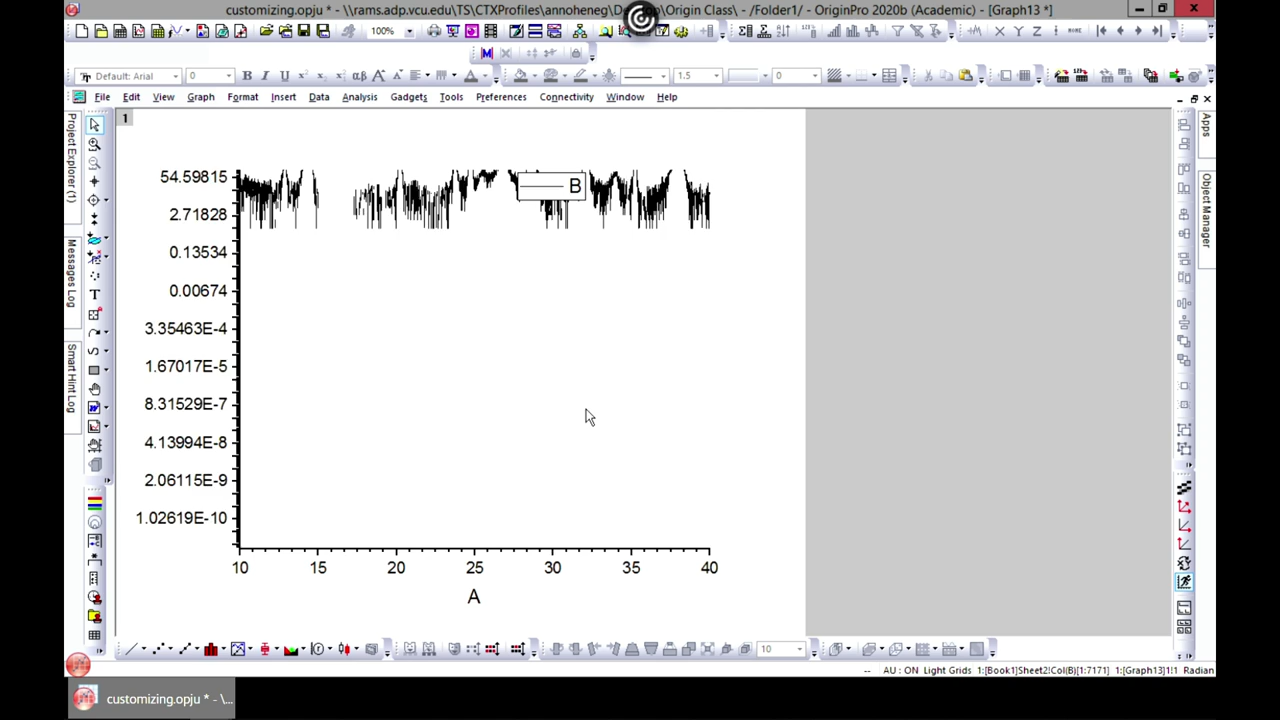 customizing.opju * - \\rams.adp.vcu.edu\TS\CTXProfiles\annoheneg\Desktop\Origin Class\ - /Folder1/ - OriginPro 2020b (Academic) - [Graph13 *]
100%
Default: Arial 0 B I U αβ A A A 1.5 0
File Edit View Graph Format Insert Data Analysis Gadgets Tools Preferences Connectivity Window Help
1
Project Explorer (1)
Messages Log
Smart Hint Log
Apps
Object Manager
54.59815
2.71828
0.13534
0.00674
3.35463E-4
1.67017E-5
8.31529E-7
4.13994E-8
2.06115E-9
1.02619E-10
B
10 15 20 25 30 35 40
A
10
-- AU : ON Light Grids 1:[Book1]Sheet2!Col(B)[1:7171] 1:[Graph13]1!1 Radian
customizing.opju * - \...